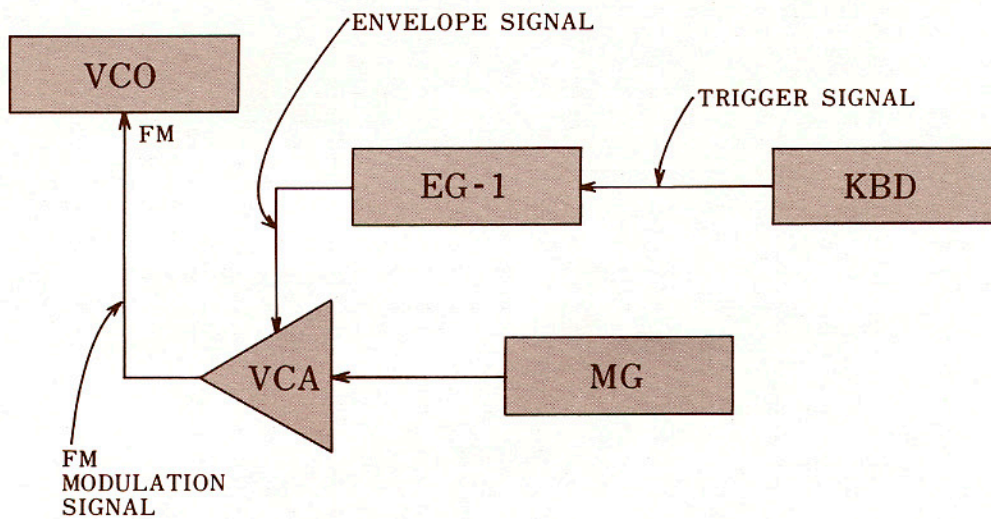 ENVELOPE SIGNAL
VCO
FM
TRIGGER SIGNAL
EG-1
KBD
VCA
MG
FM
MODULATION
SIGNAL